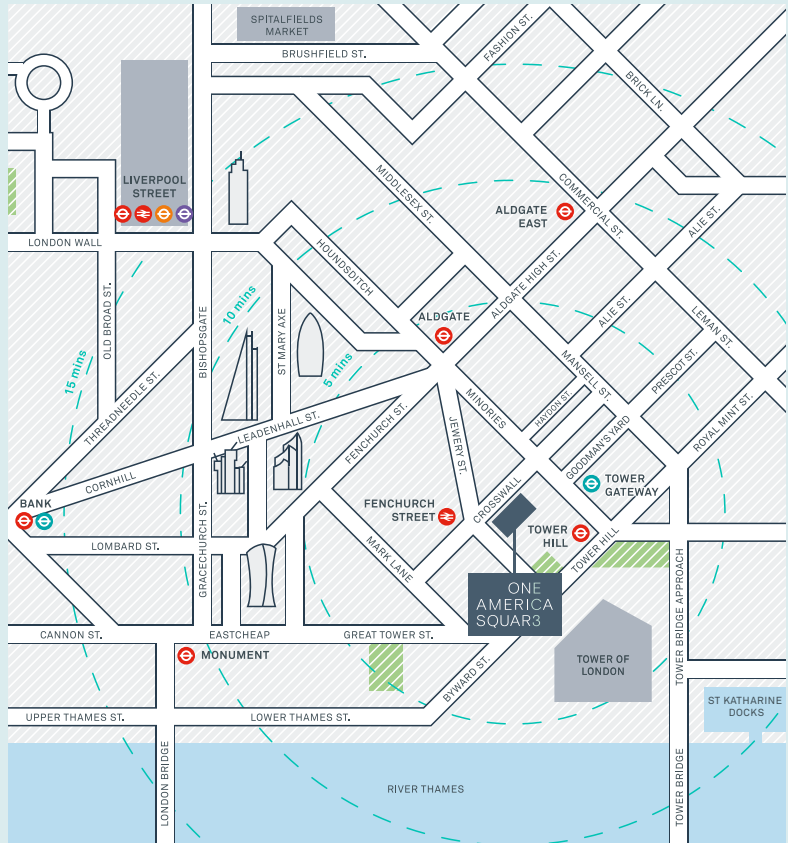 SPITALFIELDS
MARKET
BRUSHFIELD ST.
FASHION ST.
BRICK LN.
LIVERPOOL
STREET
MIDDLESEX ST.
COMMERCIAL ST.
ALDGATE
EAST
ALIE ST.
LONDON WALL
HOUNDSDITCH
ALDGATE HIGH ST.
OLD BROAD ST.
BISHOPSGATE
10 mins
ST MARY AXE
ALDGATE
ALIE ST.
LEMAN ST.
15 mins
5 mins
MANSELL ST.
PRESCOT ST.
THREADNEEDLE ST.
LEADENHALL ST.
FENCHURCH ST.
JEWERY ST.
MINORIES
HAYDON ST.
GOODMAN'S YARD
ROYAL MINT ST.
CORNHILL
BANK
GRACECHURCH ST.
FENCHURCH
STREET
CROSSWALL
TOWER
GATEWAY
TOWER
HILL
TOWER HILL
LOMBARD ST.
MARK LANE
ONE
AMERICA
SQUAR3
TOWER BRIDGE APPROACH
CANNON ST.
EASTCHEAP
GREAT TOWER ST.
MONUMENT
BYWARD ST.
TOWER OF
LONDON
ST KATHARINE
DOCKS
UPPER THAMES ST.
LOWER THAMES ST.
LONDON BRIDGE
RIVER THAMES
TOWER BRIDGE